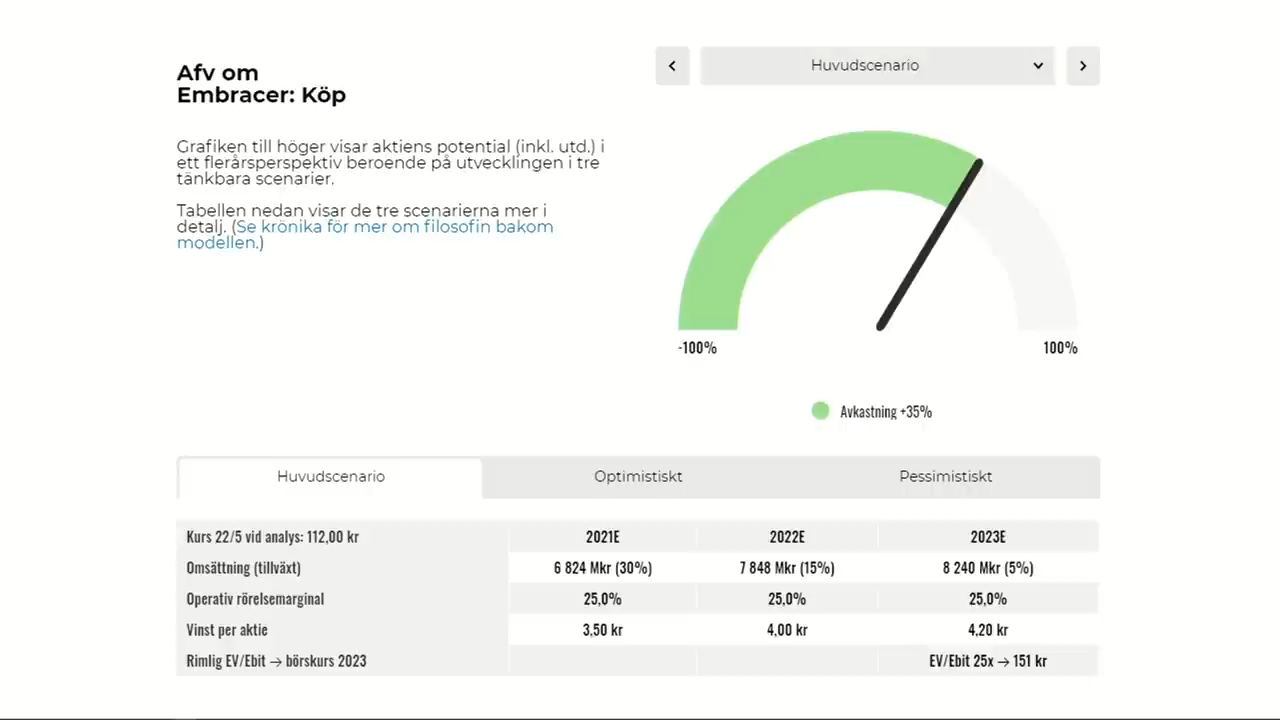 Afv om
Embracer: Köp
Grafiken till höger visar aktiens potential (inkl. utd.) i
ett flerårsperspektiv beroende på utvecklingen i tre
tänkbara scenarier.
Tabellen nedan visar de tre scenarierna mer i
detalj. (Se krönika för mer om filosofin bakom
modellen.)
Huvudscenario
-100%
100%
Avkastning +35%
Huvudscenario Optimistiskt Pessimistiskt
Kurs 22/5 vid analys: 112,00 kr 2021E 2022E 2023E
Omsättning (tillväxt) 6 824 Mkr (30%) 7 848 Mkr (15%) 8 240 Mkr (5%)
Operativ rörelsemarginal 25,0% 25,0% 25,0%
Vinst per aktie 3,50 kr 4,00 kr 4,20 kr
Rimlig EV/Ebit → börskurs 2023 EV/Ebit 25x → 151 kr